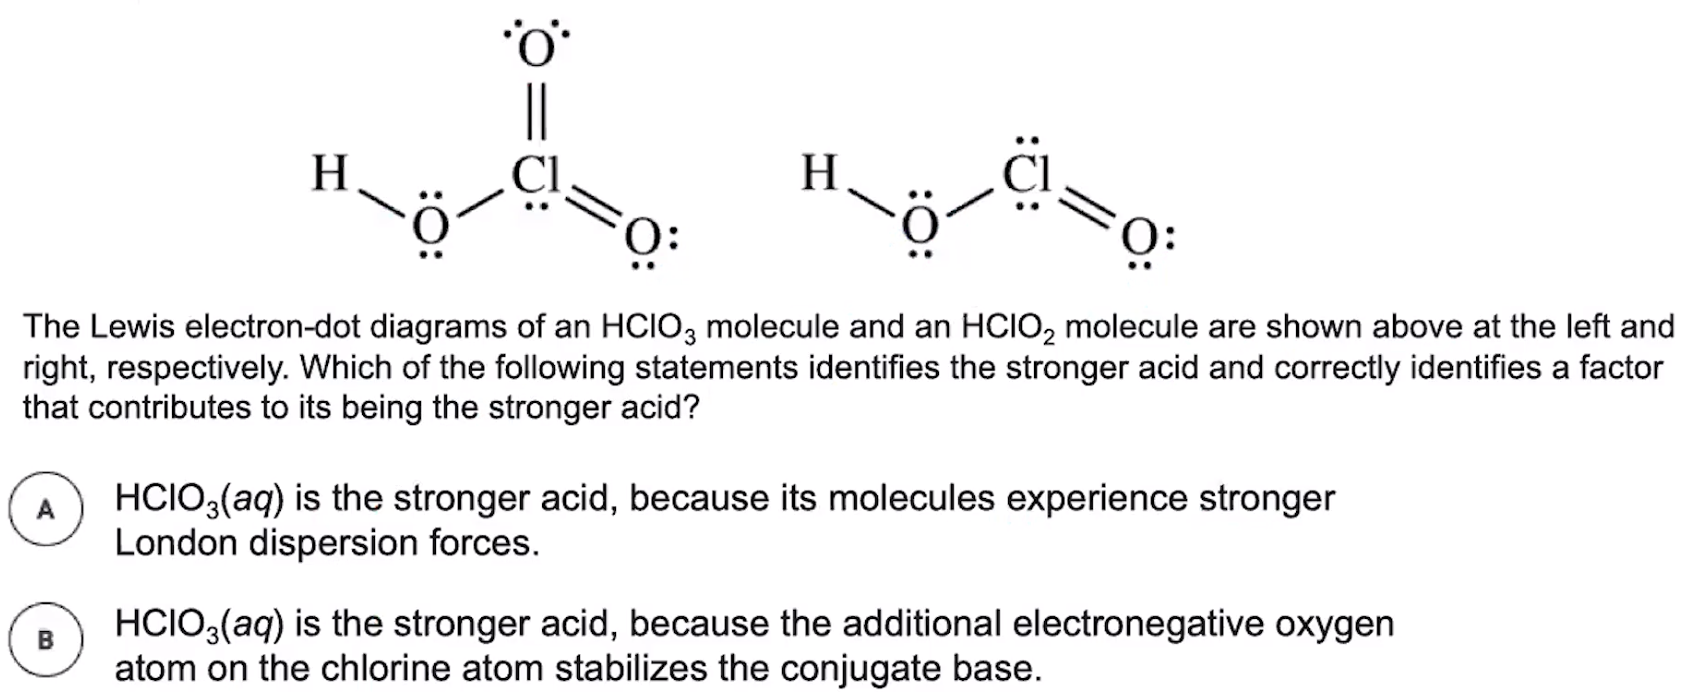 O
H Cl H Cl
O O: O O:
The Lewis electron-dot diagrams of an HClO₃ molecule and an HClO₂ molecule are shown above at the left and
right, respectively. Which of the following statements identifies the stronger acid and correctly identifies a factor
that contributes to its being the stronger acid?
A HClO₃(aq) is the stronger acid, because its molecules experience stronger
London dispersion forces.
B HClO₃(aq) is the stronger acid, because the additional electronegative oxygen
atom on the chlorine atom stabilizes the conjugate base.